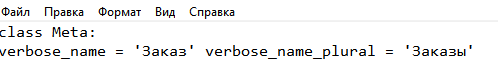 Файл Правка Формат Вид Справка
class Meta:
verbose_name = 'Заказ' verbose_name_plural = 'Заказы'